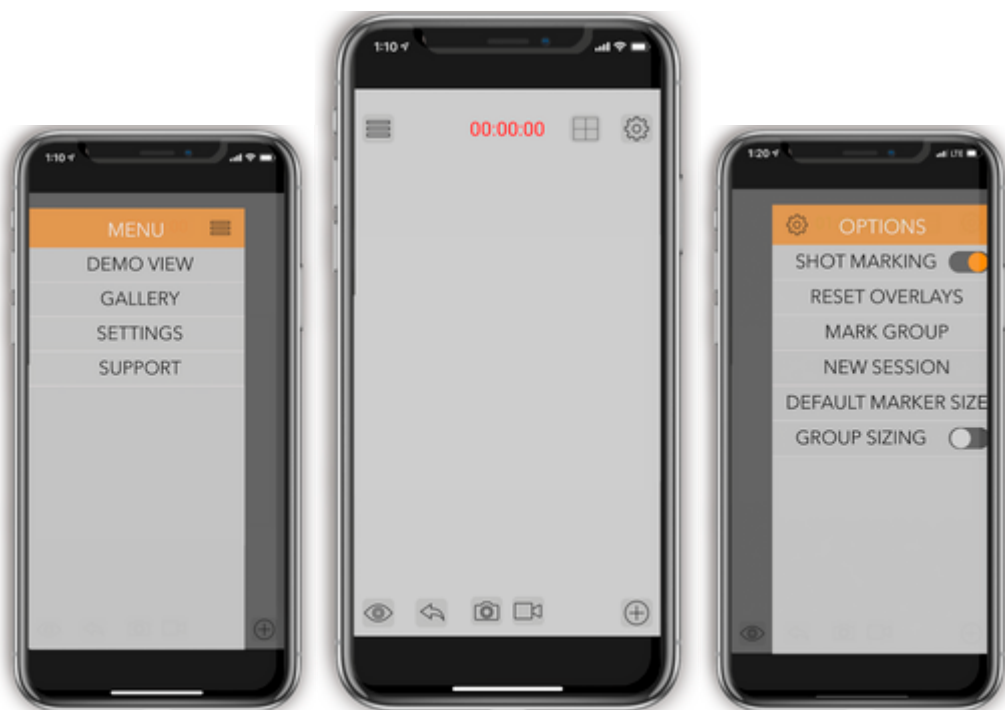 1:10
MENU
DEMO VIEW
GALLERY
SETTINGS
SUPPORT
1:10
00:00:00
1:20
LTE
OPTIONS
SHOT MARKING
RESET OVERLAYS
MARK GROUP
NEW SESSION
DEFAULT MARKER SIZE
GROUP SIZING